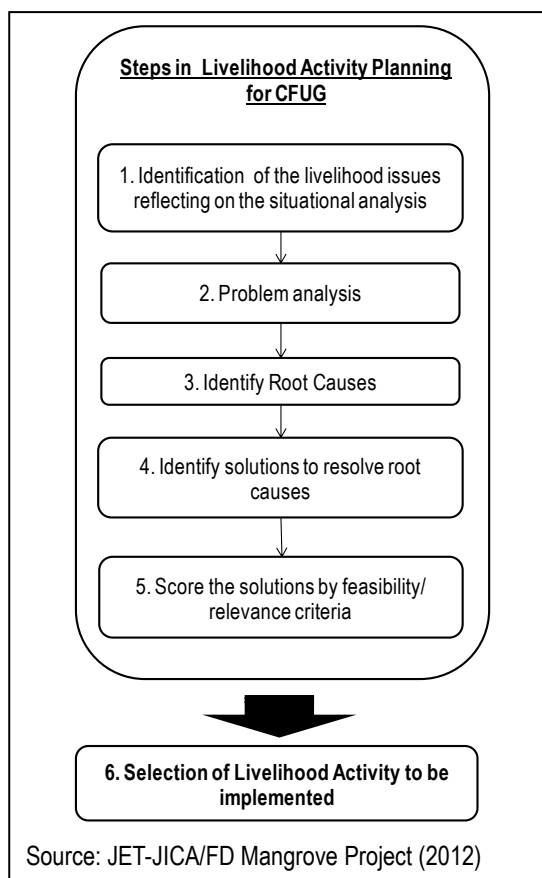 Steps in Livelihood Activity Planning
for CFUG
1. Identification of the livelihood issues
reflecting on the situational analysis
2. Problem analysis
3. Identify Root Causes
4. Identify solutions to resolve root
causes
5. Score the solutions by feasibility/
relevance criteria
6. Selection of Livelihood Activity to be
implemented
Source: JET-JICA/FD Mangrove Project (2012)